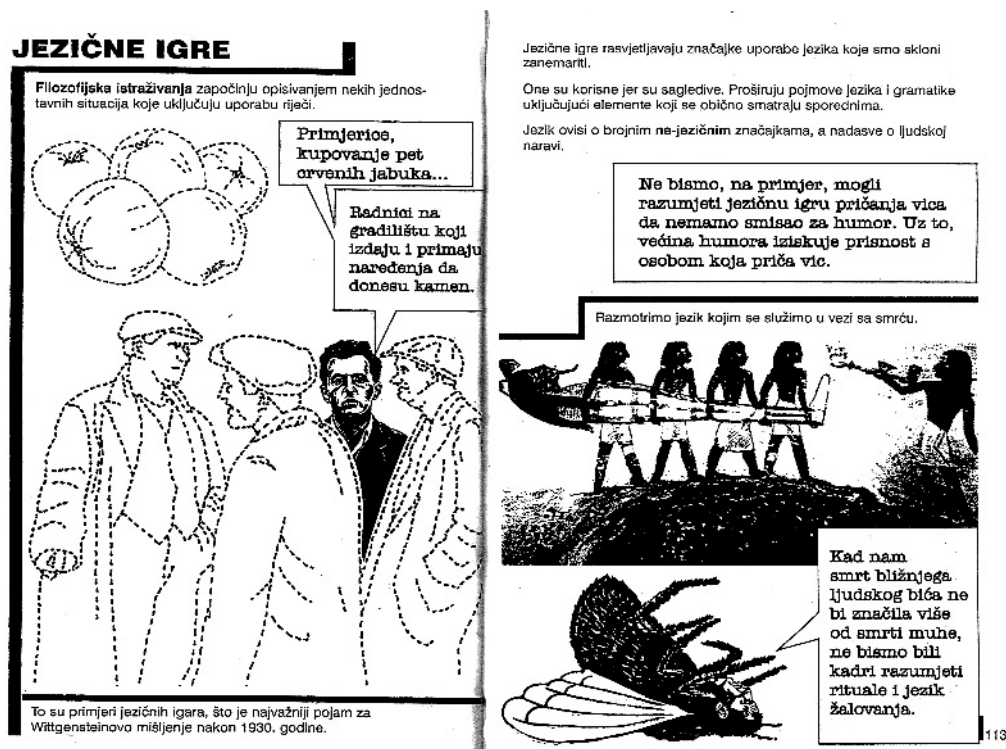 JEZIČNE IGRE
Filozofijska istraživanja započinju opisivanjem nekih jednos-
tavnih situacija koje uključuju uporabu riječi.
Primjerice,
kupovanje pet
crvenih jabuka...
Radnici na
gradilištu koji
izdaju i primaju
naređenja da
donesu kamen.
To su primjeri jezičnih igara, što je najvažniji pojam za
Wittgensteinovo mišljenje nakon 1930. godine.
Jezične igre rasvjetljavaju značajke uporabe jezika koje smo skloni
zanemariti.
One su korisne jer su sagledive. Proširuju pojmove jezika i gramatike
uključujući elemente koji se obično smatraju sporednima.
Jezik ovisi o brojnim ne-jezičnim značajkama, a nadasve o ljudskoj
naravi.
Ne bismo, na primjer, mogli
razumjeti jezičnu igru pričanja vica
da nemamo smisao za humor. Uz to,
većina humora iziskuje prisnost s
osobom koja priča vic.
Razmotrimo jezik kojim se služimo u vezi sa smrću.
Kad nam
smrt bližnjega
ljudskog bića ne
bi značila više
od smrti muhe,
ne bismo bili
kadri razumjeti
rituale i jezik
žalovanja.
113